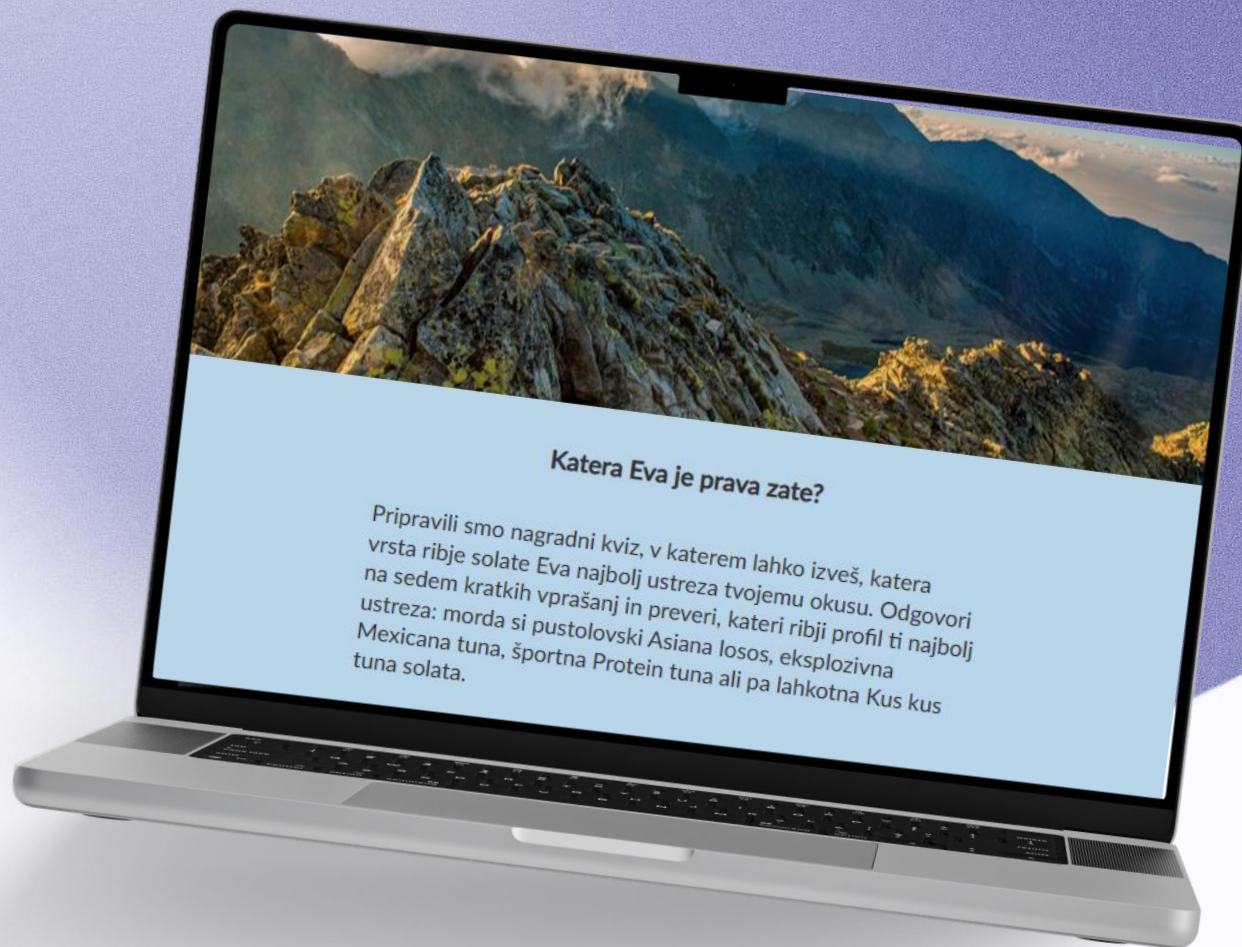 Katera Eva je prava zate?
Pripravili smo nagradni kviz, v katerem lahko izveš, katera
vrsta ribje solate Eva najbolj ustreza tvojemu okusu. Odgovori
na sedem kratkih vprašanj in preveri, kateri ribji profil ti najbolj
ustreza: morda si pustolovski Asiana losos, eksplozivna
Mexicana tuna, športna Protein tuna ali pa lahkotna Kus kus
tuna solata.